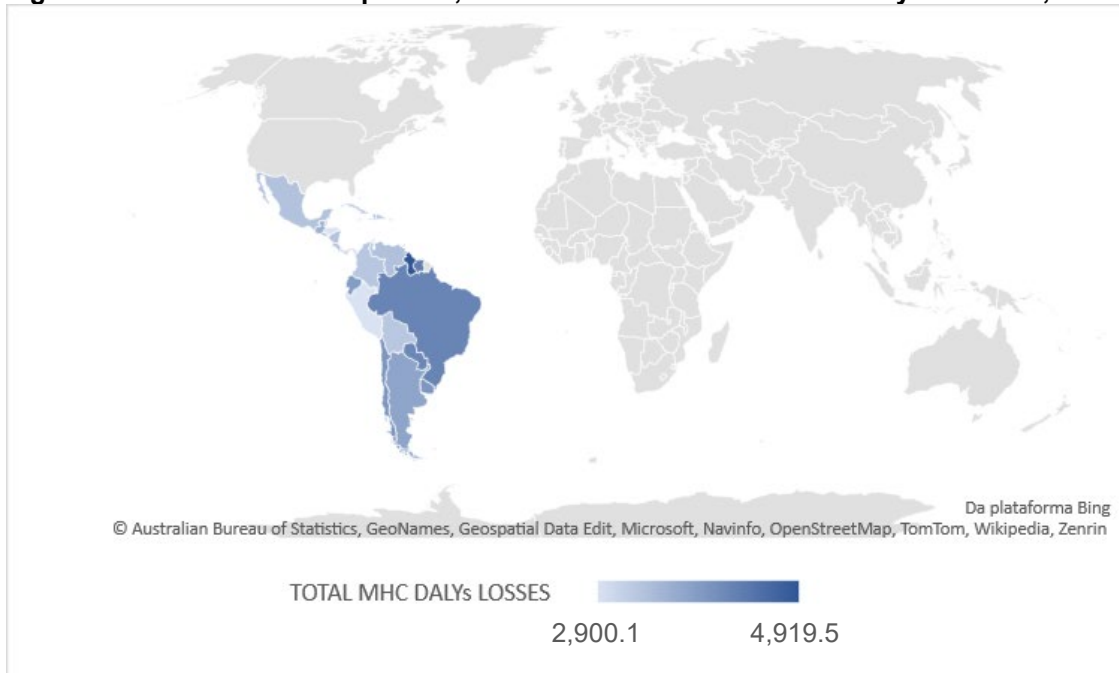 Da plataforma Bing
© Australian Bureau of Statistics, GeoNames, Geospatial Data Edit, Microsoft, Navinfo, OpenStreetMap, TomTom, Wikipedia, Zenrin
TOTAL MHC DALYs LOSSES
2,900.1 4,919.5